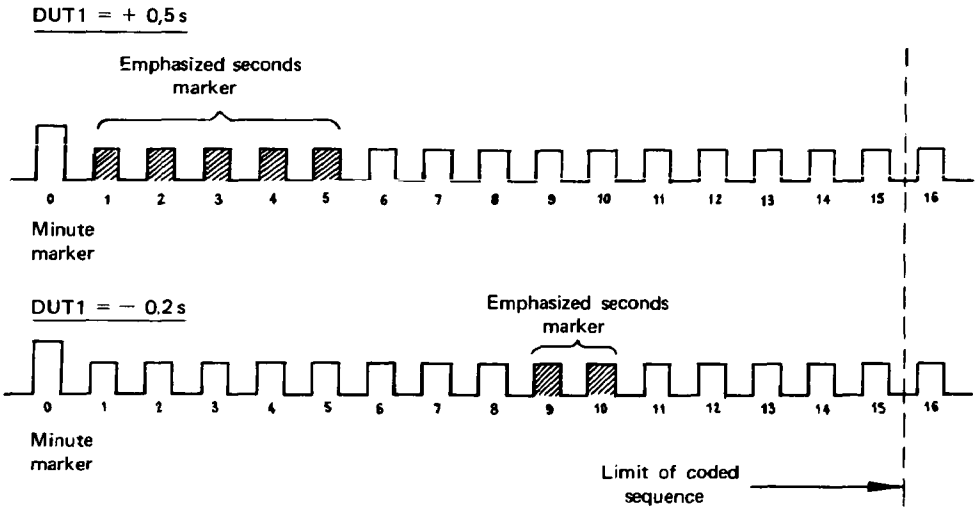 DUT1 = + 0,5 s
Emphasized seconds
marker
0 1 2 3 4 5 6 7 8 9 10 11 12 13 14 15 16
Minute
marker
DUT1 = — 0.2 s
Emphasized seconds
marker
0 1 2 3 4 5 6 7 8 9 10 11 12 13 14 15 16
Minute
marker
Limit of coded
sequence